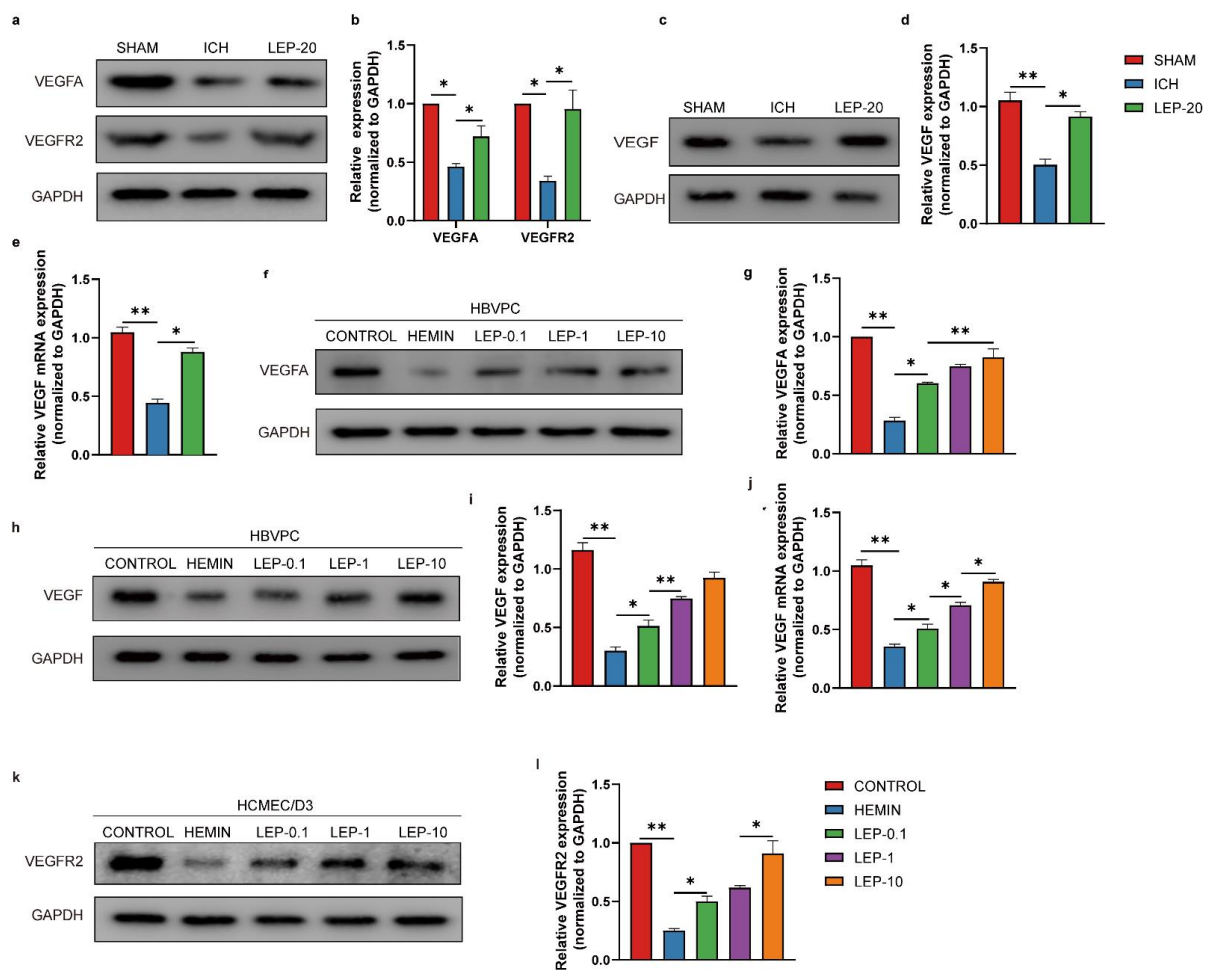 a
SHAM ICH LEP-20
VEGFA
VEGFR2
GAPDH
b
Relative expression
(normalized to GAPDH)
1.5
1.0
0.5
0.0
* * * *
VEGFA VEGFR2
c
SHAM ICH LEP-20
VEGF
GAPDH
d
Relative VEGF expression
(normalized to GAPDH)
1.5
1.0
0.5
0.0
** *
SHAM
ICH
LEP-20
e
Relative VEGF mRNA expression
(normalized to GAPDH)
1.5
1.0
0.5
0.0
** *
f
HBVPC
CONTROL HEMIN LEP-0.1 LEP-1 LEP-10
VEGFA
GAPDH
g
Relative VEGFA expression
(normalized to GAPDH)
1.5
1.0
0.5
0.0
** * **
h
HBVPC
CONTROL HEMIN LEP-0.1 LEP-1 LEP-10
VEGF
GAPDH
i
Relative VEGF expression
(normalized to GAPDH)
1.5
1.0
0.5
0.0
** * **
j
Relative VEGF mRNA expression
(normalized to GAPDH)
1.5
1.0
0.5
0.0
** * * *
k
HCMEC/D3
CONTROL HEMIN LEP-0.1 LEP-1 LEP-10
VEGFR2
GAPDH
l
Relative VEGFR2 expression
(normalized to GAPDH)
1.5
1.0
0.5
0.0
** * *
CONTROL
HEMIN
LEP-0.1
LEP-1
LEP-10